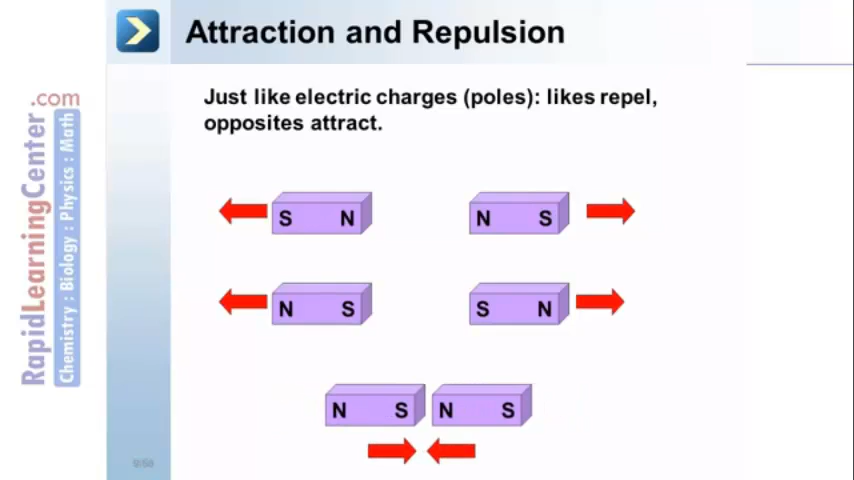 Attraction and Repulsion
Just like electric charges (poles): likes repel,
opposites attract.
S N N S
N S S N
N S N S
RapidLearningCenter.com
Chemistry : Biology : Physics : Math